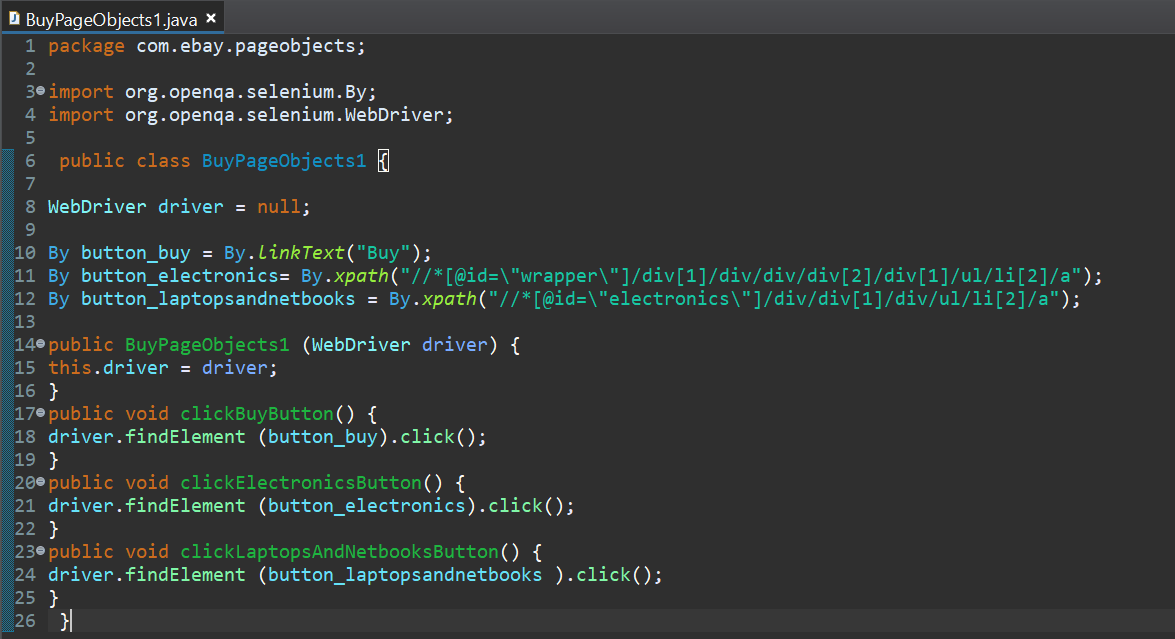 BuyPageObjects1.java
1 package com.ebay.pageobjects;
2
3 import org.openqa.selenium.By;
4 import org.openqa.selenium.WebDriver;
5
6 public class BuyPageObjects1 {
7
8 WebDriver driver = null;
9
10 By button_buy = By.linkText("Buy");
11 By button_electronics= By.xpath("//*[@id=\"wrapper\"]/div[1]/div/div/div[2]/div[1]/ul/li[2]/a");
12 By button_laptopsandnetbooks = By.xpath("//*[@id=\"electronics\"]/div/div[1]/div/ul/li[2]/a");
13
14 public BuyPageObjects1 (WebDriver driver) {
15 this.driver = driver;
16 }
17 public void clickBuyButton() {
18 driver.findElement (button_buy).click();
19 }
20 public void clickElectronicsButton() {
21 driver.findElement (button_electronics).click();
22 }
23 public void clickLaptopsAndNetbooksButton() {
24 driver.findElement (button_laptopsandnetbooks ).click();
25 }
26 }